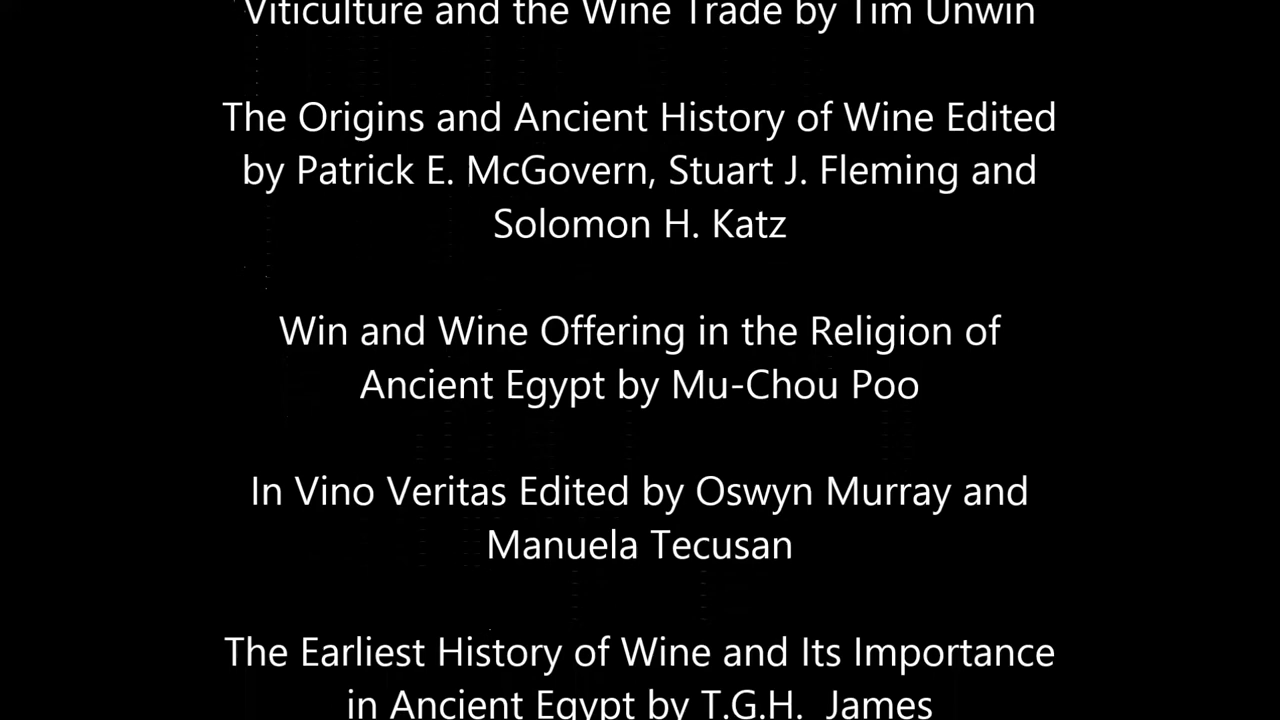 Viticulture and the Wine Trade by Tim Unwin
The Origins and Ancient History of Wine Edited
by Patrick E. McGovern, Stuart J. Fleming and
Solomon H. Katz
Win and Wine Offering in the Religion of
Ancient Egypt by Mu-Chou Poo
In Vino Veritas Edited by Oswyn Murray and
Manuela Tecusan
The Earliest History of Wine and Its Importance
in Ancient Egypt by T.G.H.  James